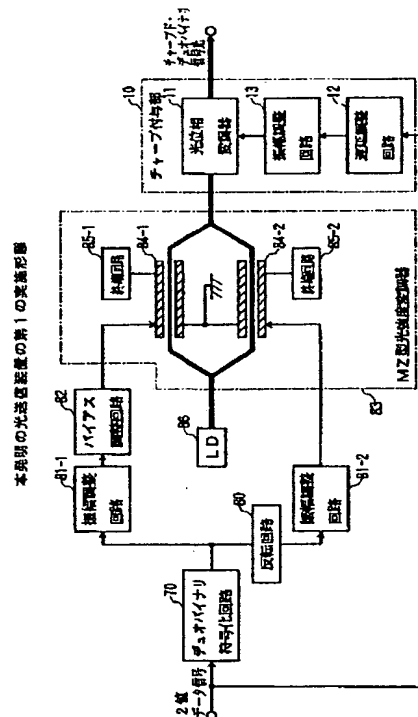 本発明の光送信装置の第1の実施形態
2値
データ信号
70
デュオバイナリ
符号化回路
81-1
振幅調整
回路
82
バイアス
調整回路
80
反転回路
81-2
振幅調整
回路
86
LD
83
85-1
終端回路
84-1
84-2
85-2
終端回路
MZ型光強度変調器
10
チャープ付与部
11
光位相
変調器
13
振幅調整
回路
12
遅延調整
回路
チャープド・
デュオバイナリ
信号光